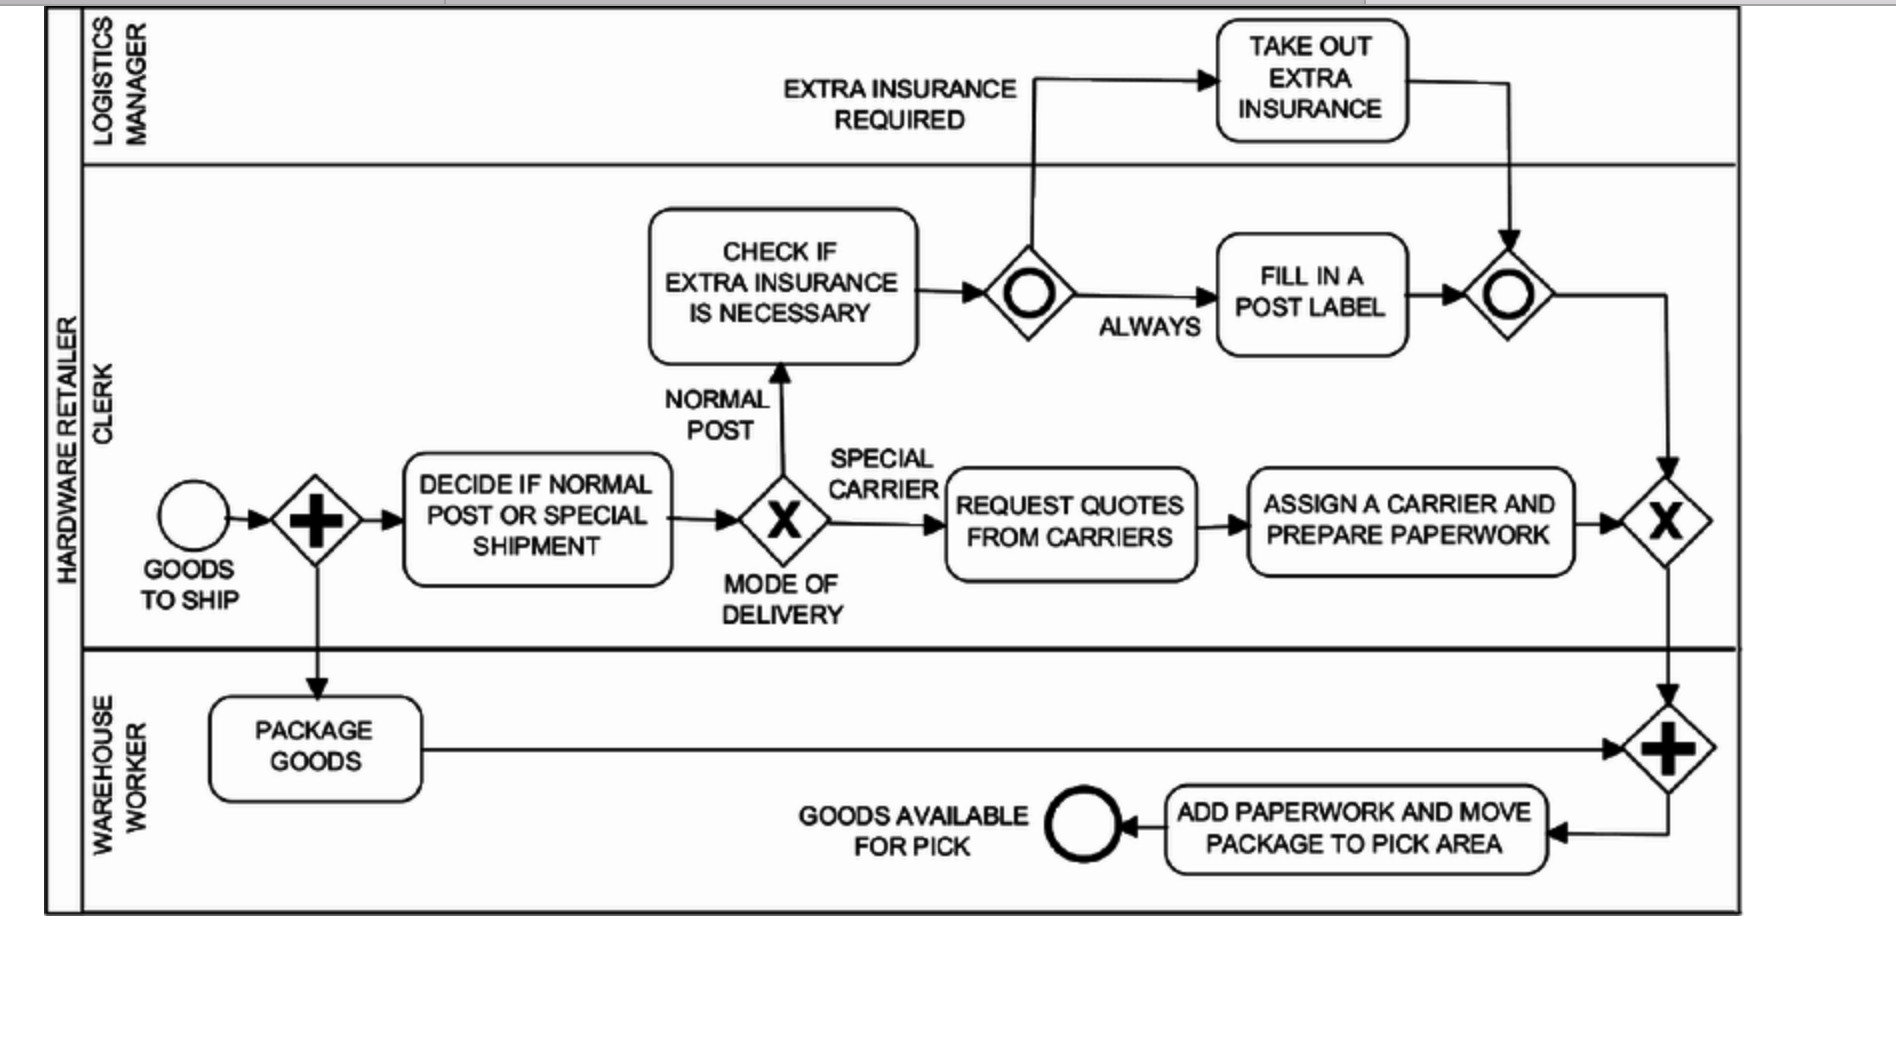 HARDWARE RETAILER
LOGISTICS
MANAGER
EXTRA INSURANCE
REQUIRED
TAKE OUT
EXTRA
INSURANCE
CLERK
CHECK IF
EXTRA INSURANCE
IS NECESSARY
ALWAYS
FILL IN A
POST LABEL
NORMAL
POST
GOODS
TO SHIP
DECIDE IF NORMAL
POST OR SPECIAL
SHIPMENT
X
MODE OF
DELIVERY
SPECIAL
CARRIER
REQUEST QUOTES
FROM CARRIERS
ASSIGN A CARRIER AND
PREPARE PAPERWORK
X
WAREHOUSE
WORKER
PACKAGE
GOODS
GOODS AVAILABLE
FOR PICK
ADD PAPERWORK AND MOVE
PACKAGE TO PICK AREA